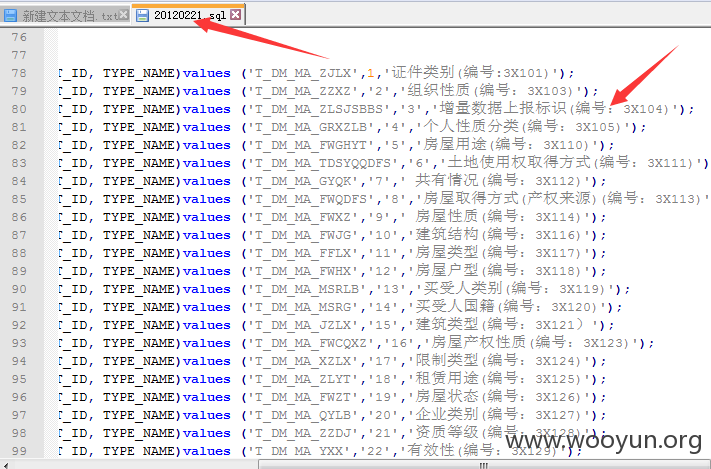 新建文本文档.txt 20120221.sql
76
77
78 T_ID, TYPE_NAME)values ('T_DM_MA_ZJLX',1,'证件类别(编号:3X101)');
79 T_ID, TYPE_NAME)values ('T_DM_MA_ZZXZ','2','组织性质(编号：3X103)');
80 T_ID, TYPE_NAME)values ('T_DM_MA_ZLSJSBBS','3','增量数据上报标识(编号：3X104)');
81 T_ID, TYPE_NAME)values ('T_DM_MA_GRXZLB','4','个人性质分类(编号：3X105)');
82 T_ID, TYPE_NAME)values ('T_DM_MA_FWGHYT','5','房屋用途(编号：3X110)');
83 T_ID, TYPE_NAME)values ('T_DM_MA_TDSYQQDFS','6','土地使用权取得方式(编号：3X111)'
84 T_ID, TYPE_NAME)values ('T_DM_MA_GYQK','7',' 共有情况(编号：3X112)');
85 T_ID, TYPE_NAME)values ('T_DM_MA_FWQDFS','8','房屋取得方式(产权来源)(编号：3X113)'
86 T_ID, TYPE_NAME)values ('T_DM_MA_FWXZ','9',' 房屋性质(编号：3X114)');
87 T_ID, TYPE_NAME)values ('T_DM_MA_FWJG','10','建筑结构(编号：3X116)');
88 T_ID, TYPE_NAME)values ('T_DM_MA_FFLX','11','房屋类型(编号：3X117)');
89 T_ID, TYPE_NAME)values ('T_DM_MA_FWHX','12','房屋户型(编号：3X118)');
90 T_ID, TYPE_NAME)values ('T_DM_MA_MSRLB','13','买受人类别(编号：3X119)');
91 T_ID, TYPE_NAME)values ('T_DM_MA_MSRG','14','买受人国籍(编号：3X120)');
92 T_ID, TYPE_NAME)values ('T_DM_MA_JZLX','15','建筑类型(编号：3X121）');
93 T_ID, TYPE_NAME)values ('T_DM_MA_FWCQXZ','16','房屋产权性质(编号：3X123)');
94 T_ID, TYPE_NAME)values ('T_DM_MA_XZLX','17','限制类型(编号：3X124)');
95 T_ID, TYPE_NAME)values ('T_DM_MA_ZLYT','18','租赁用途(编号：3X125)');
96 T_ID, TYPE_NAME)values ('T_DM_MA_FWZT','19','房屋状态(编号：3X126)');
97 T_ID, TYPE_NAME)values ('T_DM_MA_QYLB','20','企业类别(编号：3X127)');
98 T_ID, TYPE_NAME)values ('T_DM_MA_ZZDJ','21','资质等级(编号：3X128)');
99 T_ID, TYPE_NAME)values ('T_DM_MA_YXX','22','有效性(编号：3X129)');
www.wooyun.org